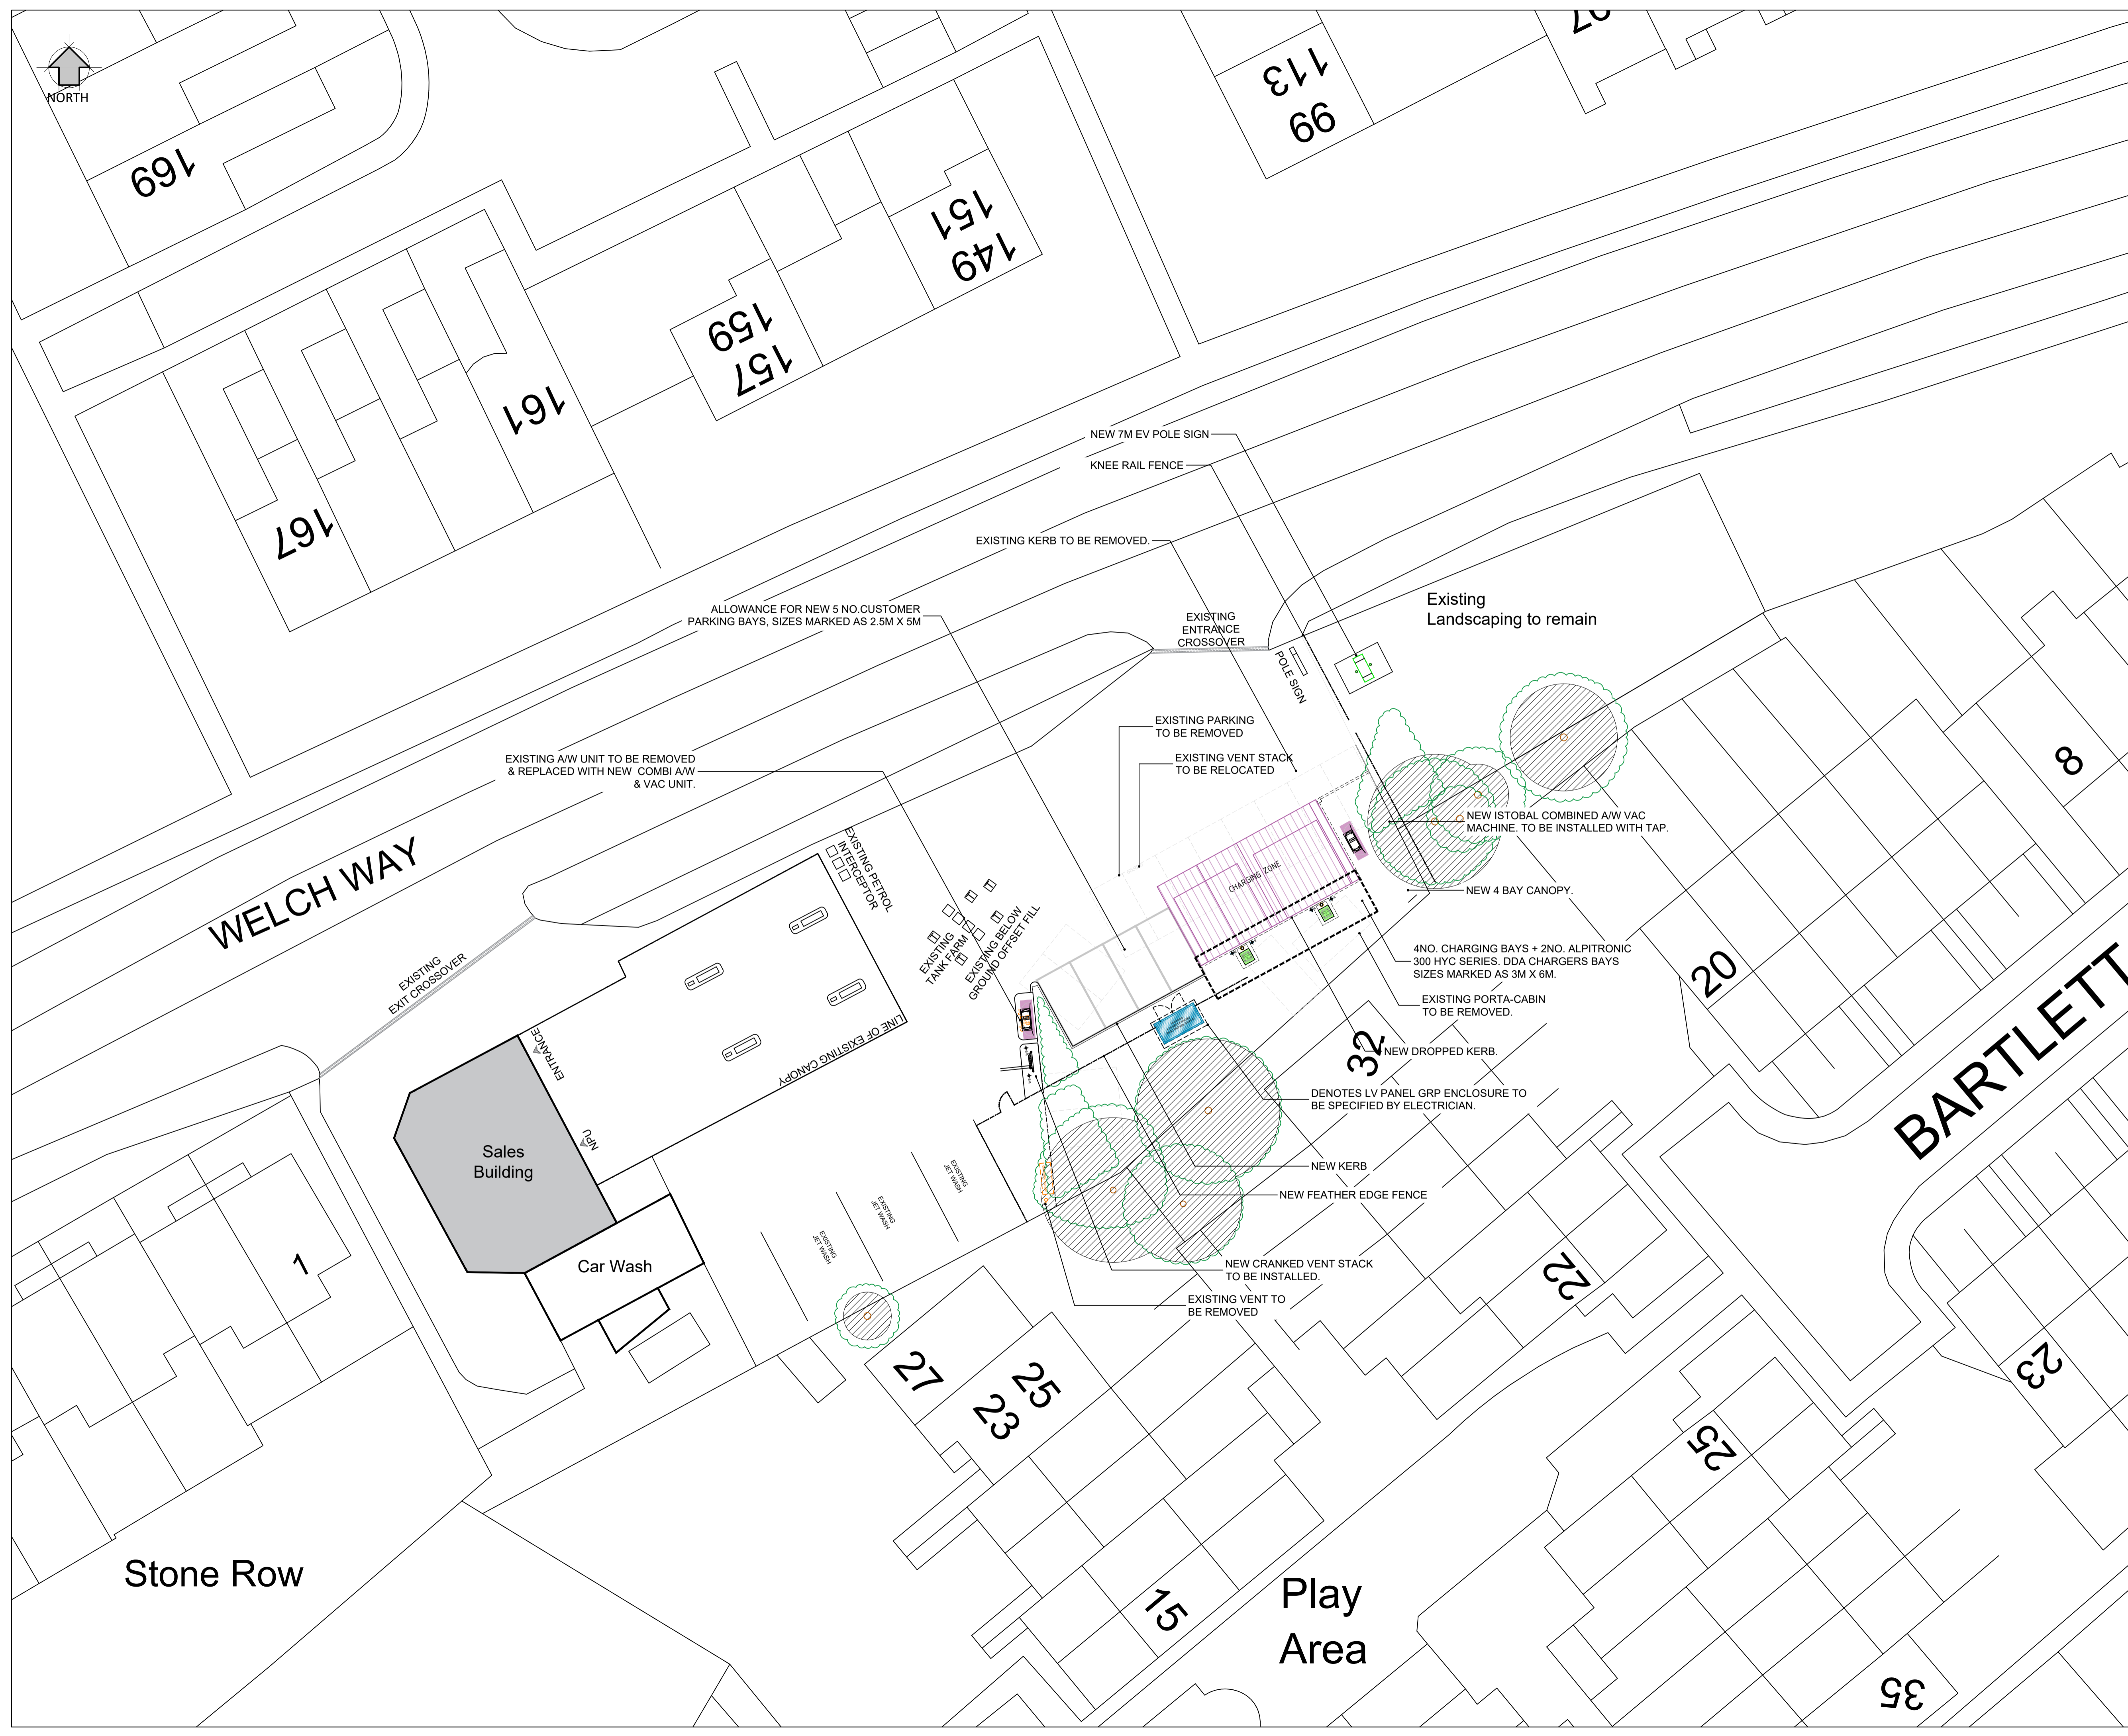 NORTH
169
113
99
97
151
149
159
157
161
167
NEW 7M EV POLE SIGN
KNEE RAIL FENCE
EXISTING KERB TO BE REMOVED.
ALLOWANCE FOR NEW 5 NO.CUSTOMER
PARKING BAYS, SIZES MARKED AS 2.5M X 5M
EXISTING
ENTRANCE
CROSSOVER
Existing
Landscaping to remain
POLE SIGN
EXISTING PARKING
TO BE REMOVED
EXISTING VENT STACK
TO BE RELOCATED
EXISTING A/W UNIT TO BE REMOVED
& REPLACED WITH NEW COMBI A/W
& VAC UNIT.
8
WELCH WAY
EXISTING PETROL
INTERCEPTOR
NEW ISTOBAL COMBINED A/W VAC
MACHINE. TO BE INSTALLED WITH TAP.
CHARGING ZONE
NEW 4 BAY CANOPY.
EXISTING
TANK FARM
EXISTING BELOW
GROUND OFFSET FILL
4NO. CHARGING BAYS + 2NO. ALPITRONIC
300 HYC SERIES. DDA CHARGERS BAYS
SIZES MARKED AS 3M X 6M.
20
EXISTING
EXIT CROSSOVER
EXISTING PORTA-CABIN
TO BE REMOVED.
LINE OF EXISTING CANOPY
ENTRANCE
32
NEW DROPPED KERB.
BARTLETT
DENOTES LV PANEL GRP ENCLOSURE TO
BE SPECIFIED BY ELECTRICIAN.
NPU
Sales
Building
NEW KERB
EXISTING
JET WASH
NEW FEATHER EDGE FENCE
EXISTING
JET WASH
EXISTING
JET WASH
1
Car Wash
NEW CRANKED VENT STACK
TO BE INSTALLED.
22
EXISTING VENT TO
BE REMOVED
27
25
23
23
25
Stone Row
15
Play
Area
35